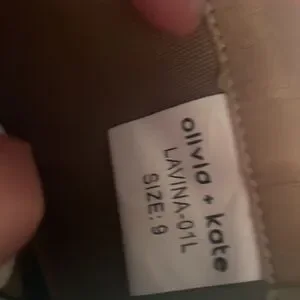 olivia + kate
LAVINA-01L
SIZE: 9